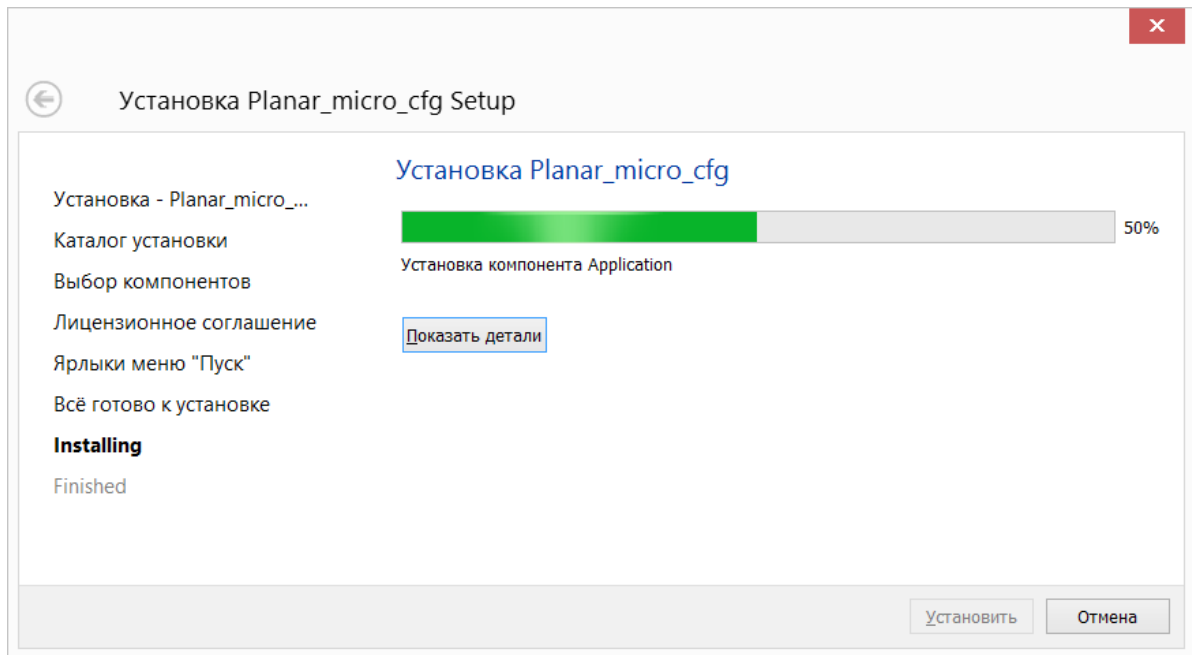 Установка Planar_micro_cfg Setup
Установка - Planar_micro_...
Каталог установки
Выбор компонентов
Лицензионное соглашение
Ярлыки меню "Пуск"
Всё готово к установке
Installing
Finished
Установка Planar_micro_cfg
50%
Установка компонента Application
Показать детали
Установить
Отмена